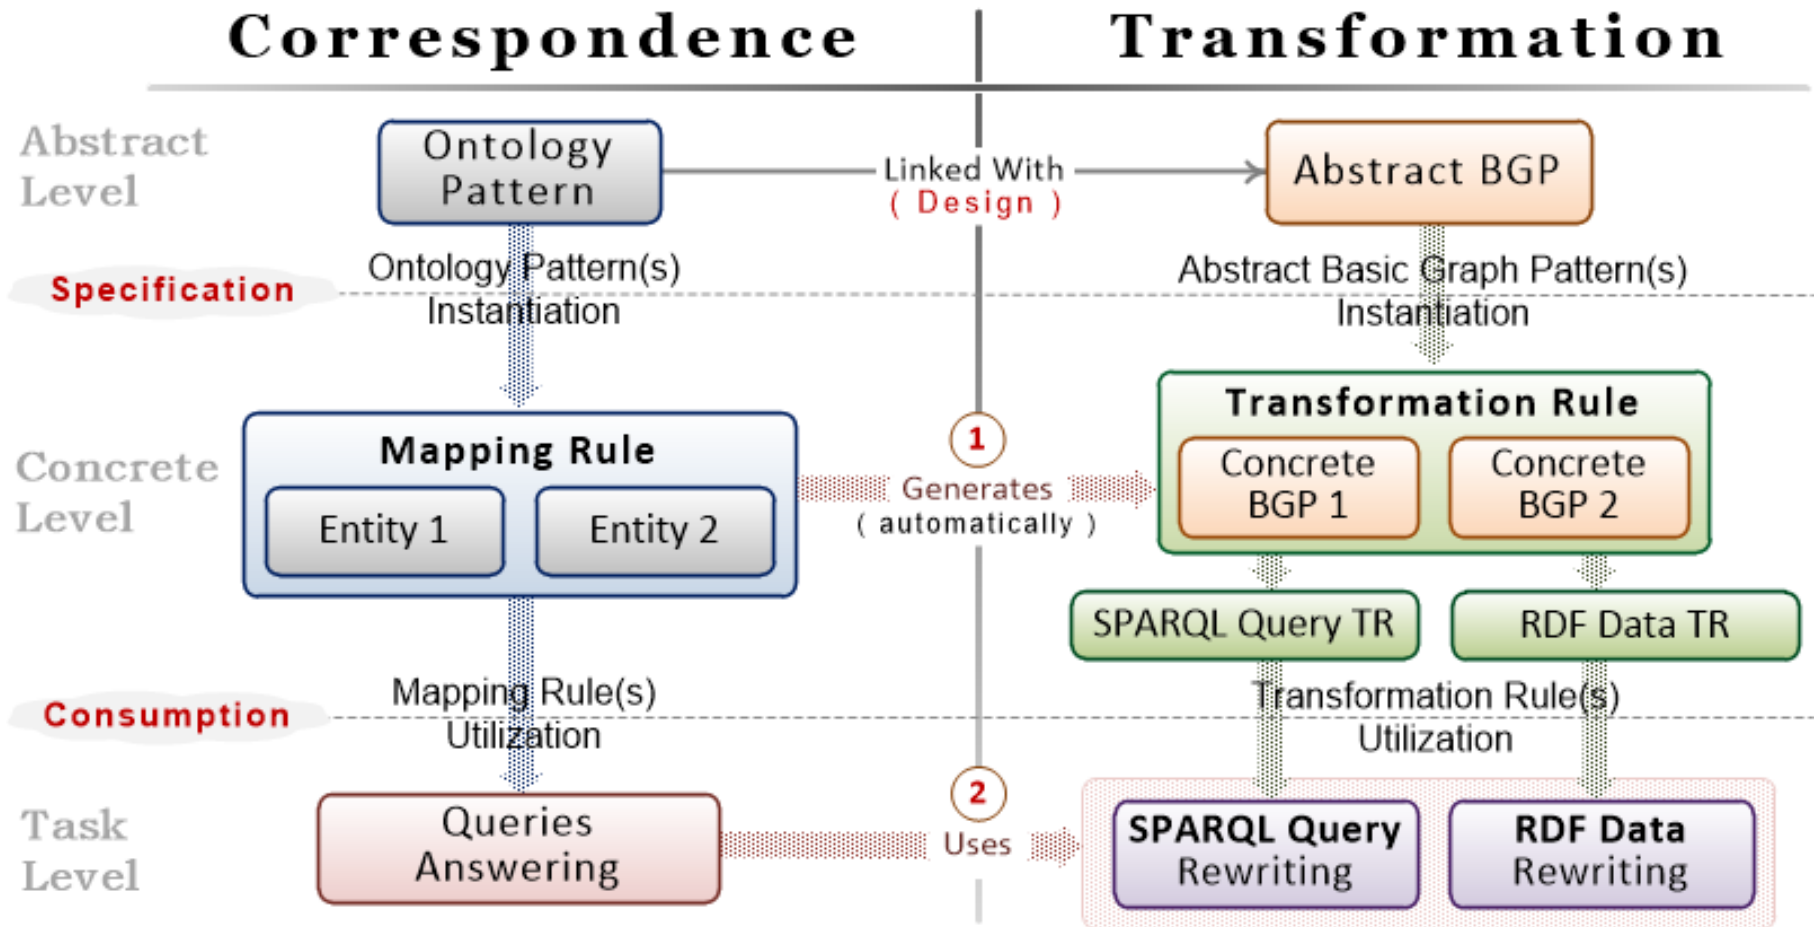 Correspondence
Transformation
Abstract
Level
Ontology
Pattern
Linked With
( Design )
Abstract BGP
Specification
Ontology Pattern(s)
Instantiation
Abstract Basic Graph Pattern(s)
Instantiation
Concrete
Level
Mapping Rule
Entity 1
Entity 2
1
Generates
( automatically )
Transformation Rule
Concrete
BGP 1
Concrete
BGP 2
SPARQL Query TR
RDF Data TR
Consumption
Mapping Rule(s)
Utilization
Transformation Rule(s)
Utilization
Task
Level
Queries
Answering
2
Uses
SPARQL Query
Rewriting
RDF Data
Rewriting